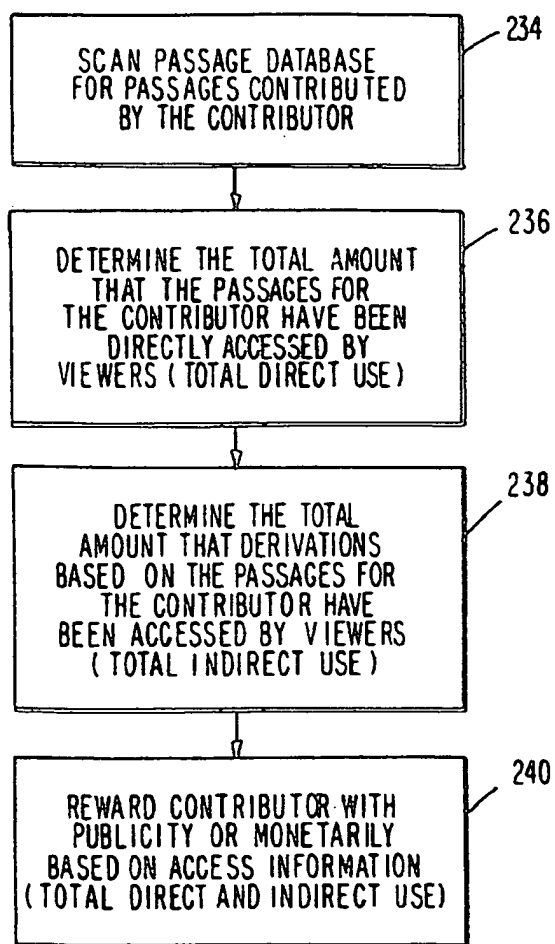 234
SCAN PASSAGE DATABASE
FOR PASSAGES CONTRIBUTED
BY THE CONTRIBUTOR
236
DETERMINE THE TOTAL AMOUNT
THAT THE PASSAGES FOR
THE CONTRIBUTOR HAVE BEEN
DIRECTLY ACCESSED BY
VIEWERS (TOTAL DIRECT USE)
238
DETERMINE THE TOTAL
AMOUNT THAT DERIVATIONS
BASED ON THE PASSAGES FOR
THE CONTRIBUTOR HAVE
BEEN ACCESSED BY VIEWERS
(TOTAL INDIRECT USE)
240
REWARD CONTRIBUTOR WITH
PUBLICITY OR MONETARILY
BASED ON ACCESS INFORMATION
(TOTAL DIRECT AND INDIRECT USE)